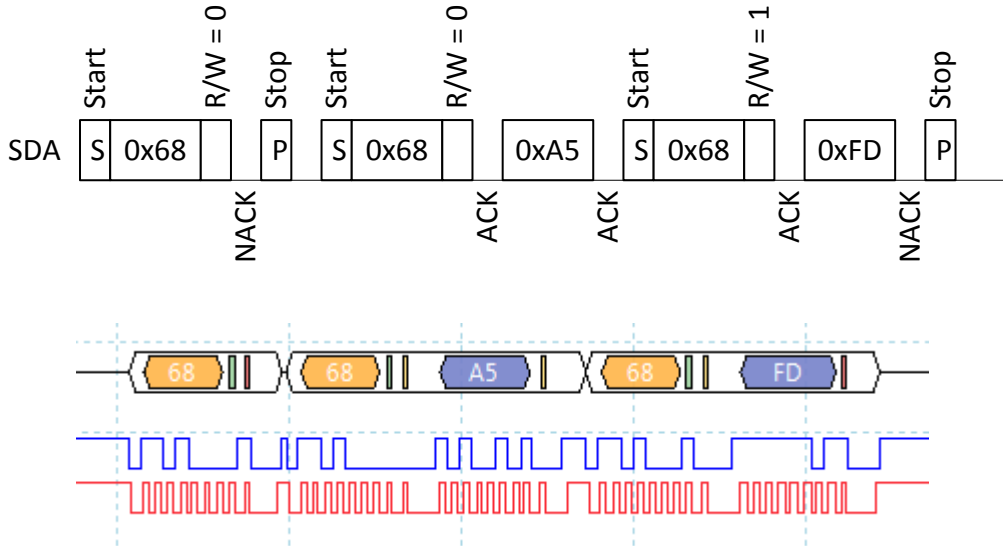 Start R/W = 0 Stop Start R/W = 0 Start R/W = 1 Stop
SDA S 0x68 P S 0x68 0xA5 S 0x68 0xFD P
NACK ACK ACK ACK NACK
68 68 A5 68 FD